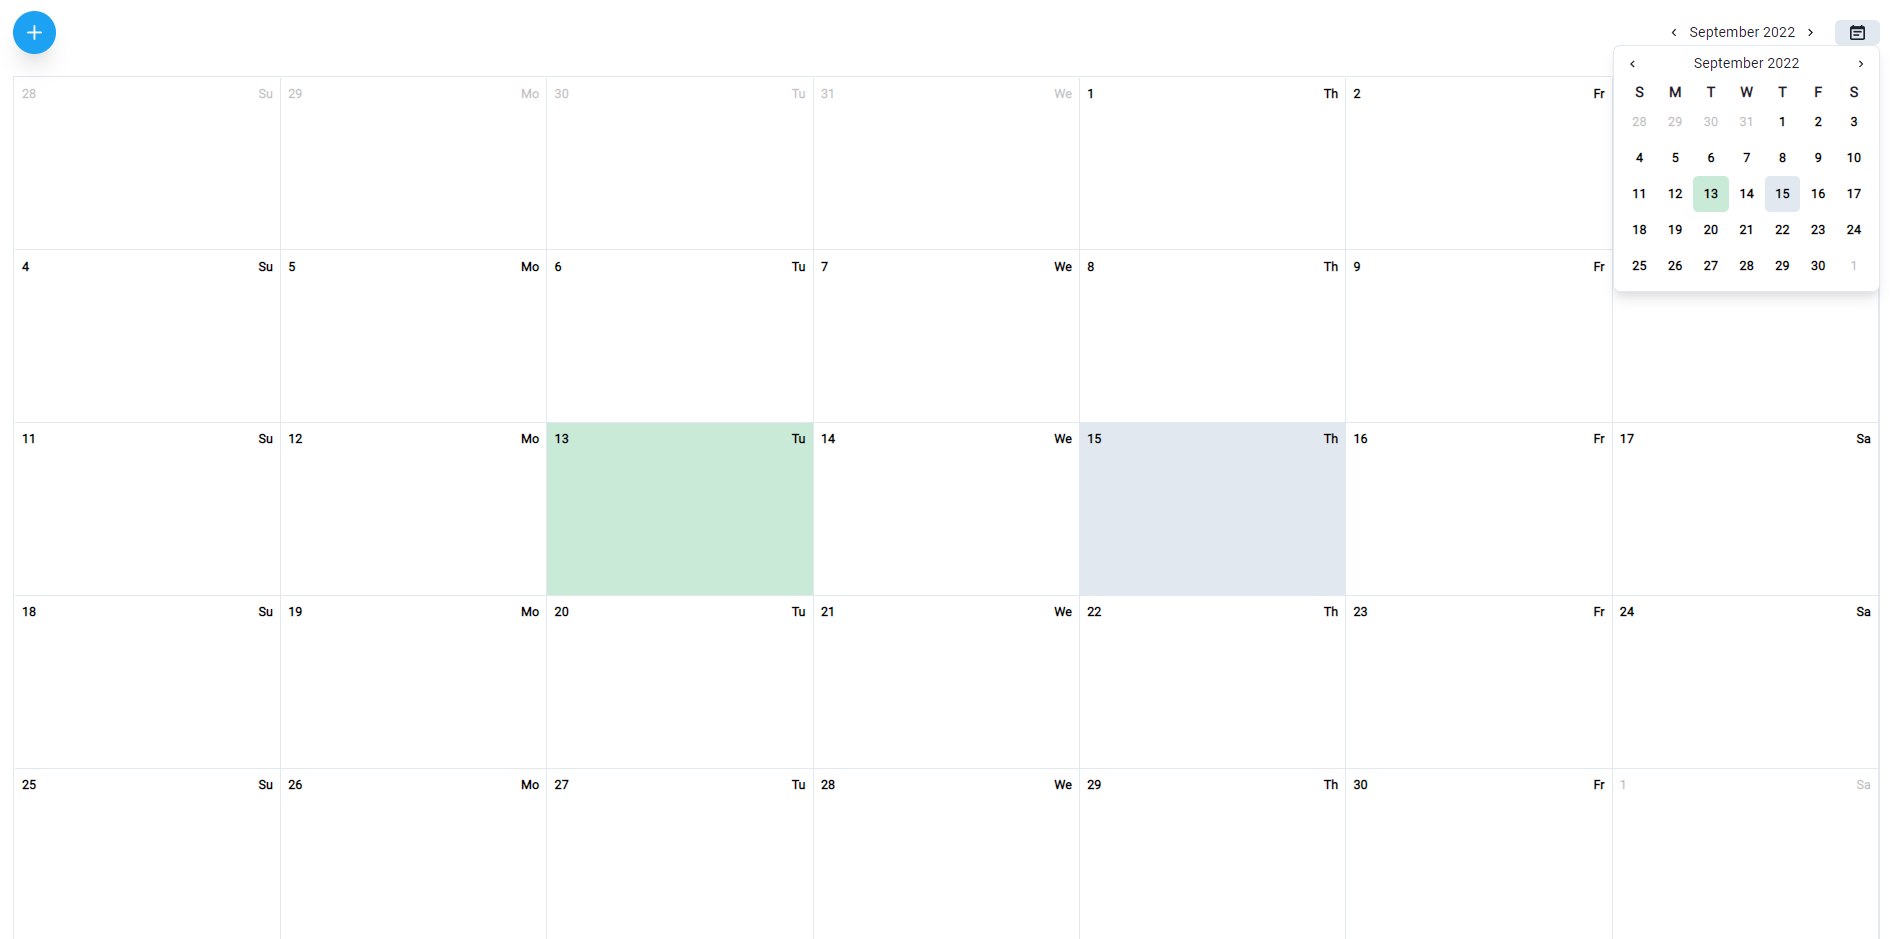 September 2022
September 2022
S M T W T F S
28 29 30 31 1 2 3
4 5 6 7 8 9 10
11 12 13 14 15 16 17
18 19 20 21 22 23 24
25 26 27 28 29 30 1
28 Su 29 Mo 30 Tu 31 We 1 Th 2 Fr
4 Su 5 Mo 6 Tu 7 We 8 Th 9 Fr
11 Su 12 Mo 13 Tu 14 We 15 Th 16 Fr 17 Sa
18 Su 19 Mo 20 Tu 21 We 22 Th 23 Fr 24 Sa
25 Su 26 Mo 27 Tu 28 We 29 Th 30 Fr 1 Sa